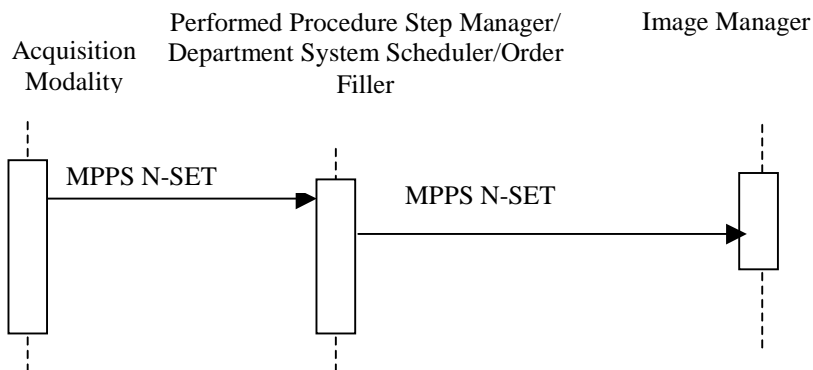 Acquisition
Modality
Performed Procedure Step Manager/
Department System Scheduler/Order
Filler
Image Manager
MPPS N-SET
MPPS N-SET